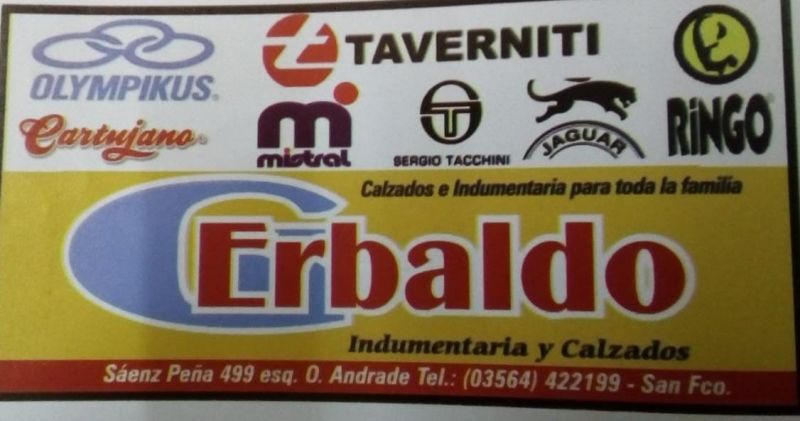 OLYMPIKUS®
TAVERNITI
Cartujano®
m
mistral
SERGIO TACCHINI
JAGUAR
RiNGO®
Calzados e Indumentaria para toda la familia
G Erbaldo
Indumentaria y Calzados
Sáenz Peña 499 esq. O. Andrade Tel.: (03564) 422199 - San Fco.